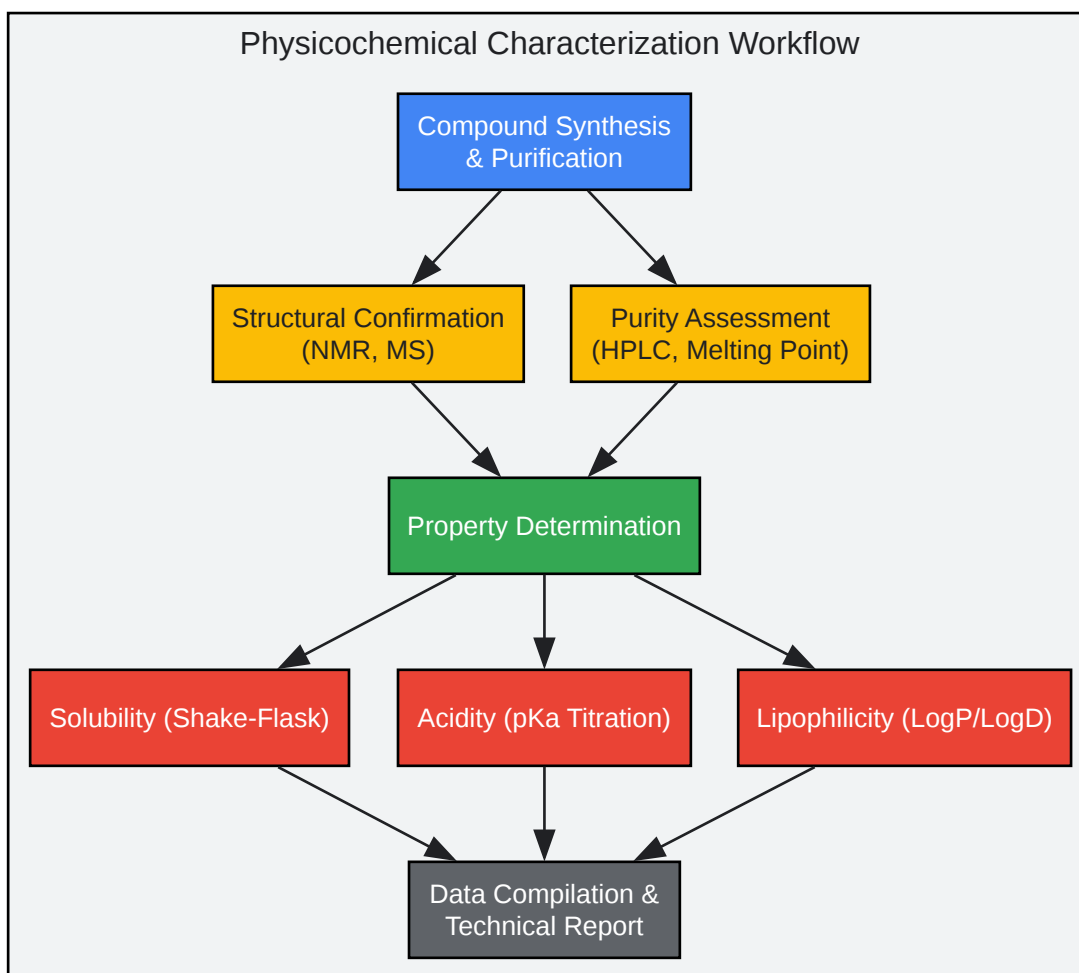 Physicochemical Characterization Workflow
Compound Synthesis
& Purification
Structural Confirmation
(NMR, MS)
Purity Assessment
(HPLC, Melting Point)
Property Determination
Solubility (Shake-Flask)
Acidity (pKa Titration)
Lipophilicity (LogP/LogD)
Data Compilation &
Technical Report